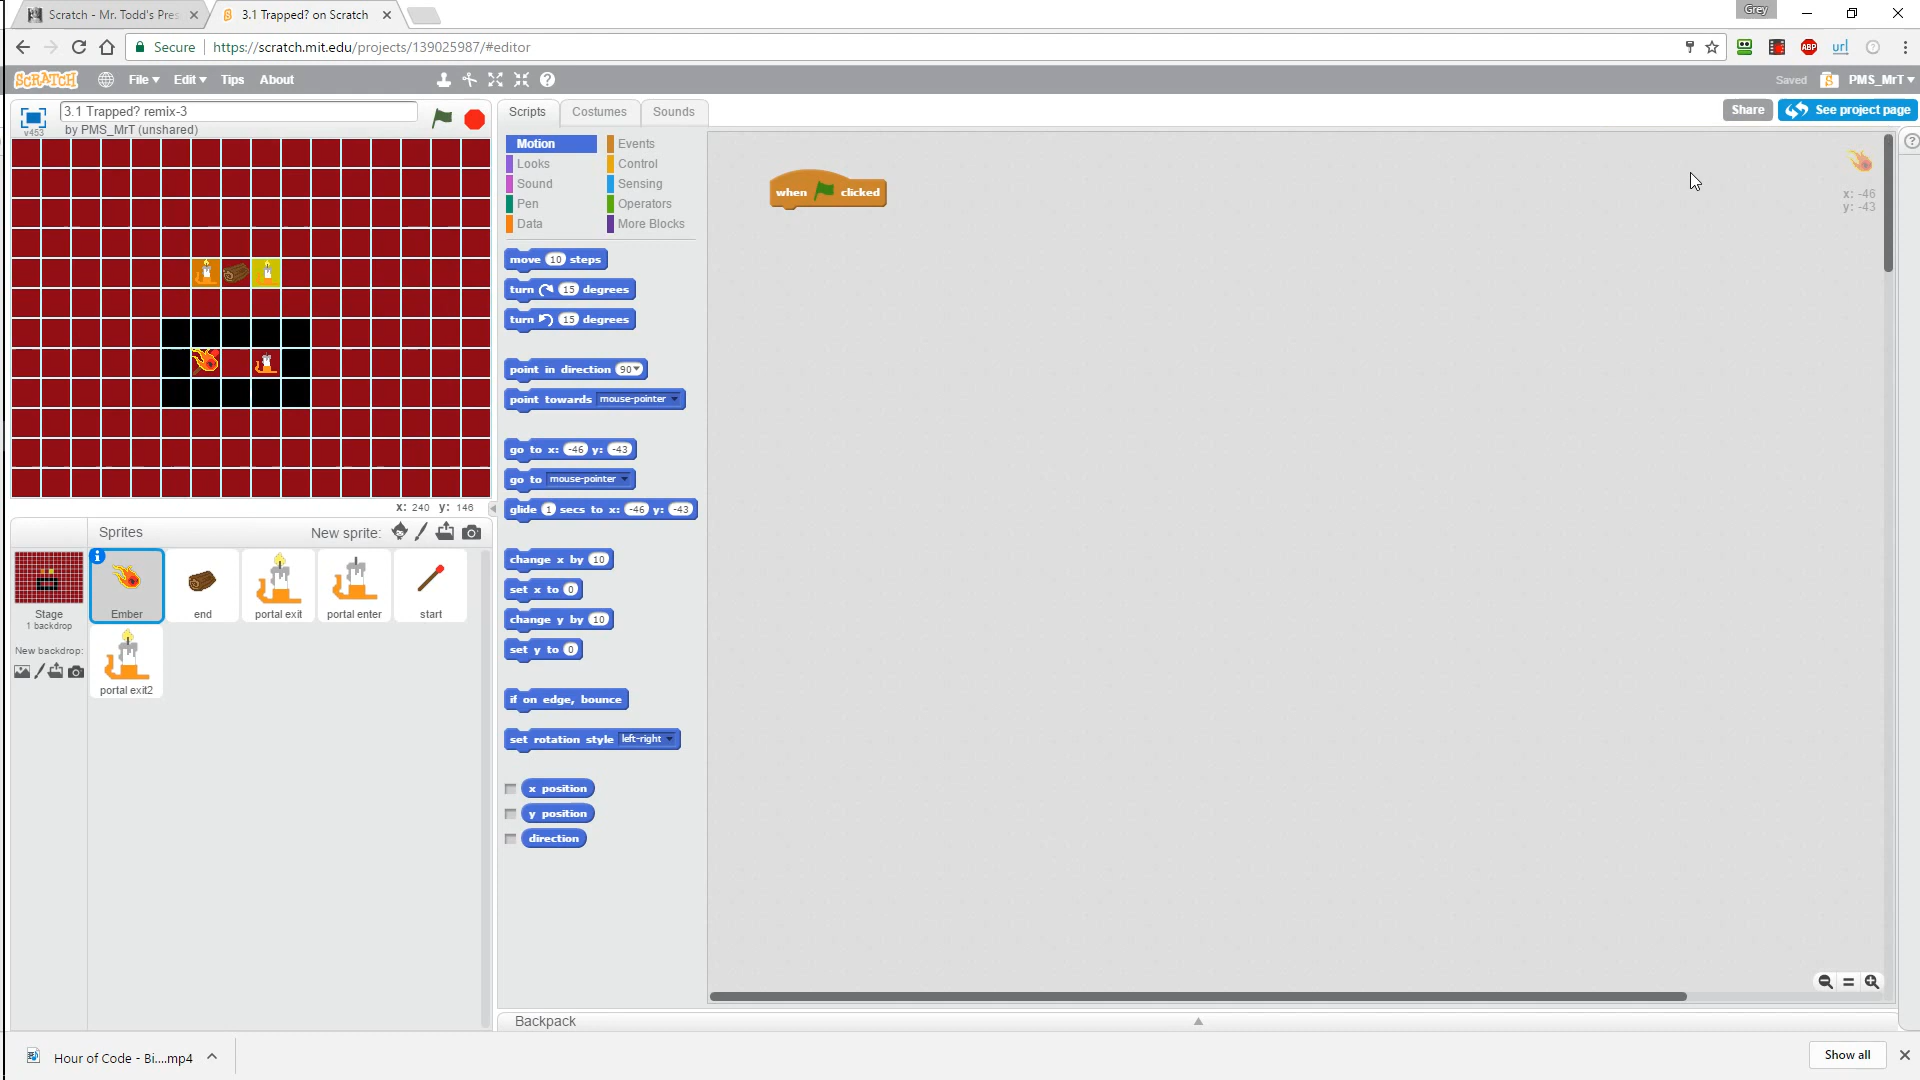 Grey
Scratch - Mr. Todd's Pres
3.1 Trapped? on Scratch
Secure
https://scratch.mit.edu/projects/139025987/#editor
ABP
url
SCRATCH
File
Edit
Tips
About
Saved
PMS_MrT
3.1 Trapped? remix-3
by PMS_MrT (unshared)
v453
Scripts
Costumes
Sounds
Share
See project page
Motion
Events
Looks
Control
Sound
Sensing
Pen
Operators
Data
More Blocks
when clicked
x: -46
y: -43
move 10 steps
turn 15 degrees
turn 15 degrees
point in direction 90
point towards mouse-pointer
go to x: -46 y: -43
go to mouse-pointer
glide 1 secs to x: -46 y: -43
change x by 10
set x to 0
change y by 10
set y to 0
if on edge, bounce
set rotation style left-right
x position
y position
direction
x: 240 y: 146
Sprites
New sprite:
Stage
1 backdrop
New backdrop:
Ember
end
portal exit
portal enter
start
portal exit2
Backpack
Hour of Code - Bi....mp4
Show all